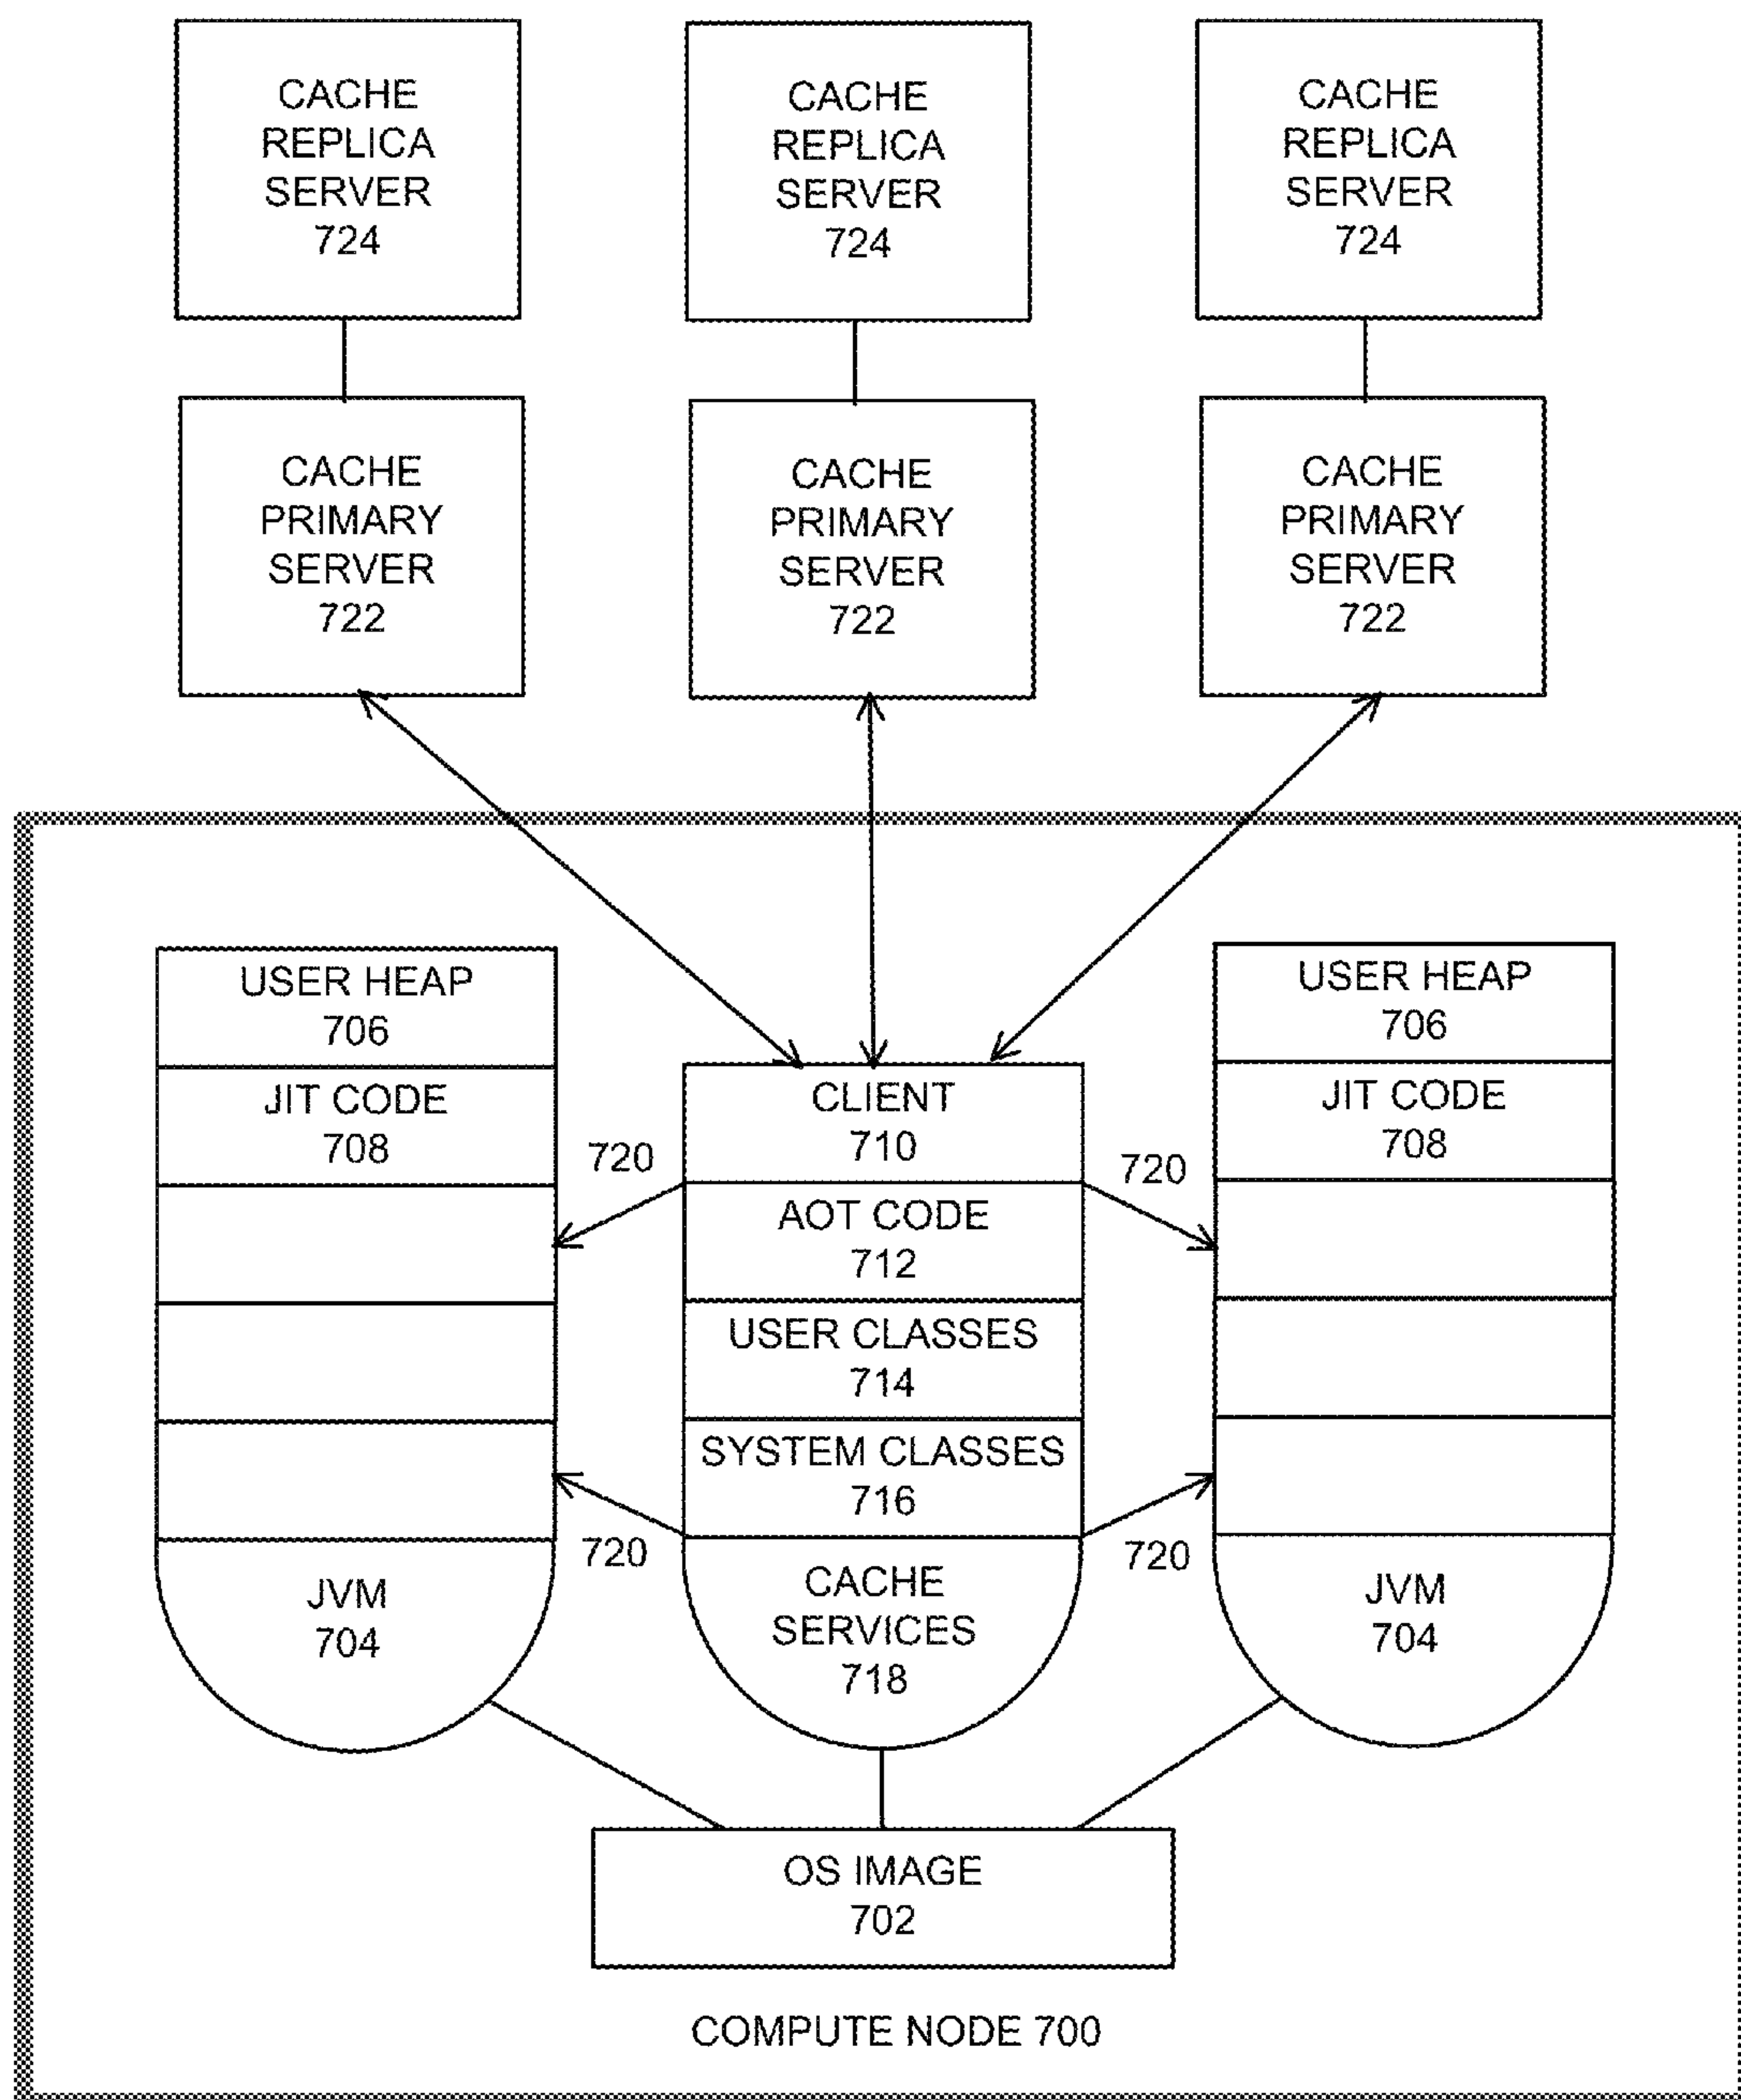 CACHE
REPLICA
SERVER
724
CACHE
REPLICA
SERVER
724
CACHE
REPLICA
SERVER
724
CACHE
PRIMARY
SERVER
722
CACHE
PRIMARY
SERVER
722
CACHE
PRIMARY
SERVER
722
USER HEAP
706
JIT CODE
708
JVM
704
720
720
CLIENT
710
AOT CODE
712
USER CLASSES
714
SYSTEM CLASSES
716
CACHE
SERVICES
718
720
720
USER HEAP
706
JIT CODE
708
JVM
704
OS IMAGE
702
COMPUTE NODE 700